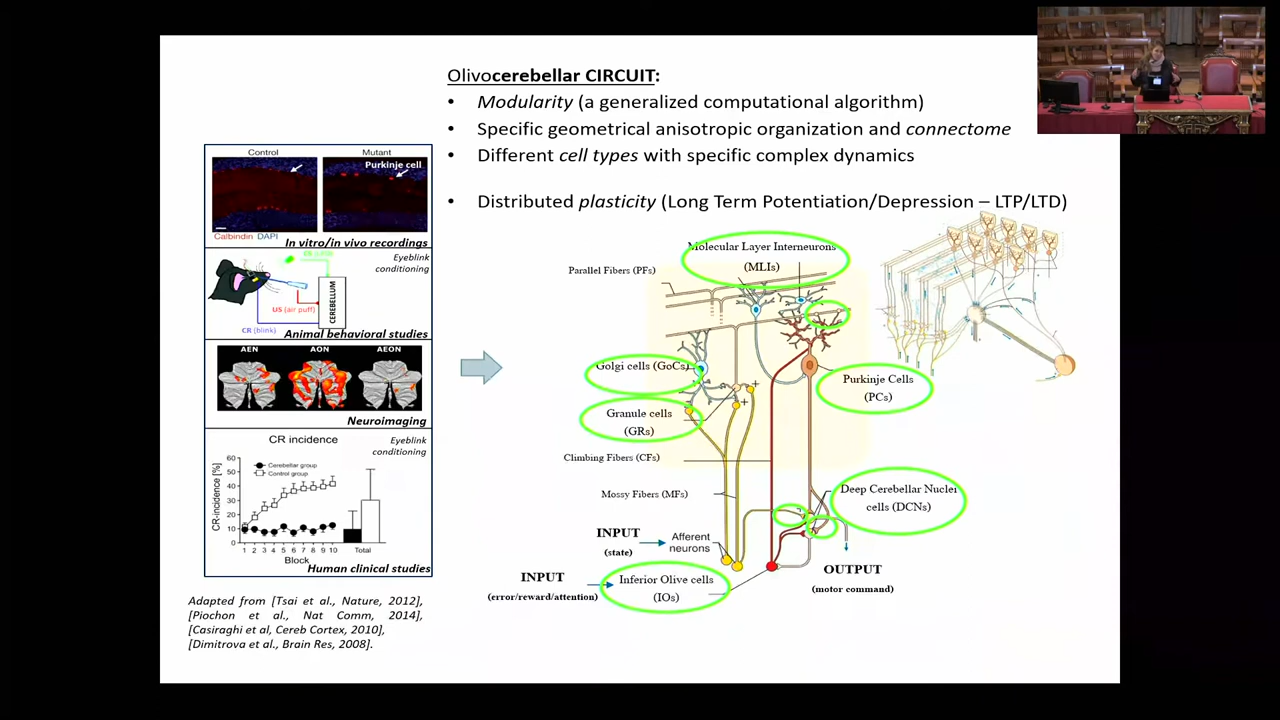 Olivocerebellar CIRCUIT:
• Modularity (a generalized computational algorithm)
• Specific geometrical anisotropic organization and connectome
• Different cell types with specific complex dynamics
• Distributed plasticity (Long Term Potentiation/Depression – LTP/LTD)
Control
Mutant
Purkinje cell
Calbindin DAPI
In vitro/in vivo recordings
Eyeblink
conditioning
CEREBELLUM
US (air puff)
CR (blink)
Animal behavioral studies
AEN
AON
AEON
Neuroimaging
CR incidence
Eyeblink
conditioning
CR-incidence [%]
60
50
40
30
20
10
0
Cerebellar group
Control group
1 2 3 4 5 6 7 8 9 10
Total
Block
Human clinical studies
Adapted from [Tsai et al., Nature, 2012],
[Piochon et al., Nat Comm, 2014],
[Casiraghi et al, Cereb Cortex, 2010],
[Dimitrova et al., Brain Res, 2008].
Molecular Layer Interneurons
(MLIs)
Parallel Fibers (PFs)
Golgi cells (GoCs)
Purkinje Cells
(PCs)
Granule cells
(GRs)
+
+
Climbing Fibers (CFs)
Mossy Fibers (MFs)
Deep Cerebellar Nuclei
cells (DCNs)
INPUT
(state)
Afferent
neurons
INPUT
(error/reward/attention)
Inferior Olive cells
(IOs)
OUTPUT
(motor command)